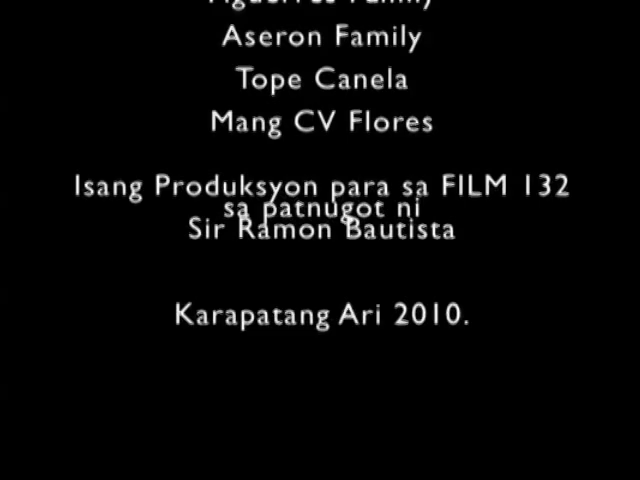 Family
Aseron Family
Tope Canela
Mang CV Flores
Isang Produksyon para sa FILM 132
sa patnugot ni
Sir Ramon Bautista
Karapatang Ari 2010.